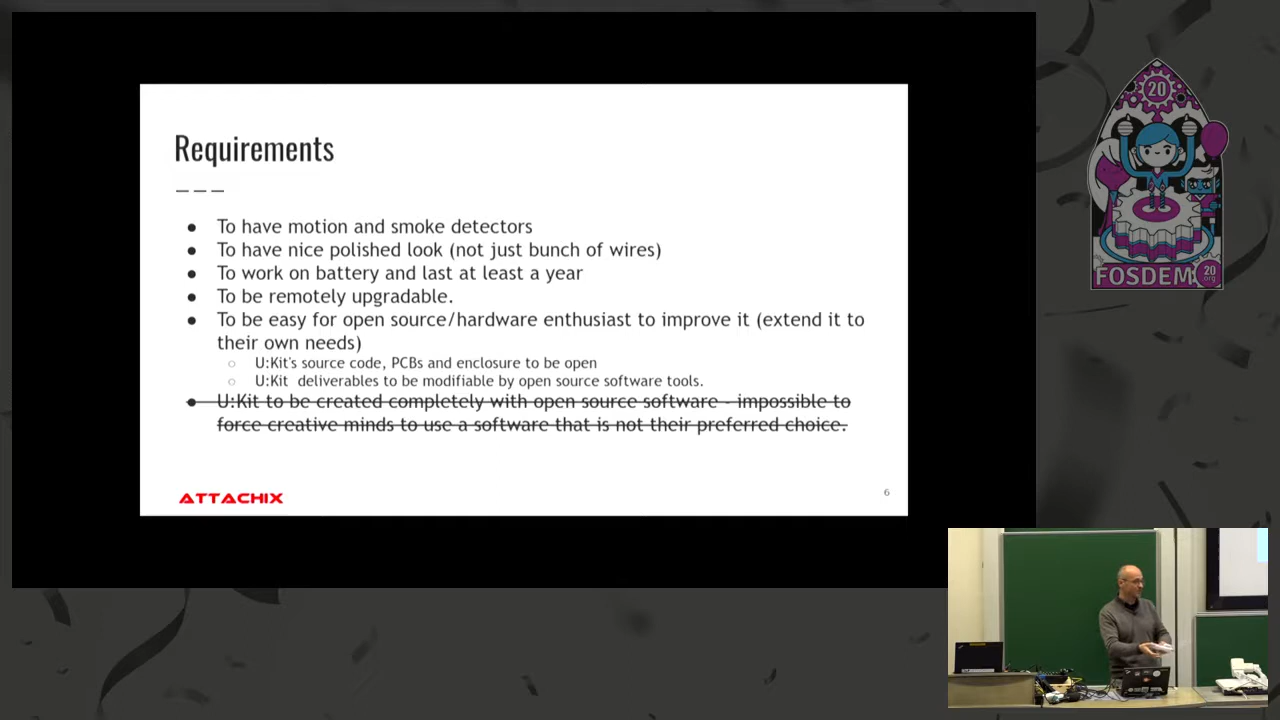 Requirements
To have motion and smoke detectors
To have nice polished look (not just bunch of wires)
To work on battery and last at least a year
To be remotely upgradable.
To be easy for open source/hardware enthusiast to improve it (extend it to
their own needs)
U:Kit's source code, PCBs and enclosure to be open
U:Kit deliverables to be modifiable by open source software tools.
U:Kit to be created completely with open source software - impossible to
force creative minds to use a software that is not their preferred choice.
ATTACHIX
6
20
FOSDEM
20
.org